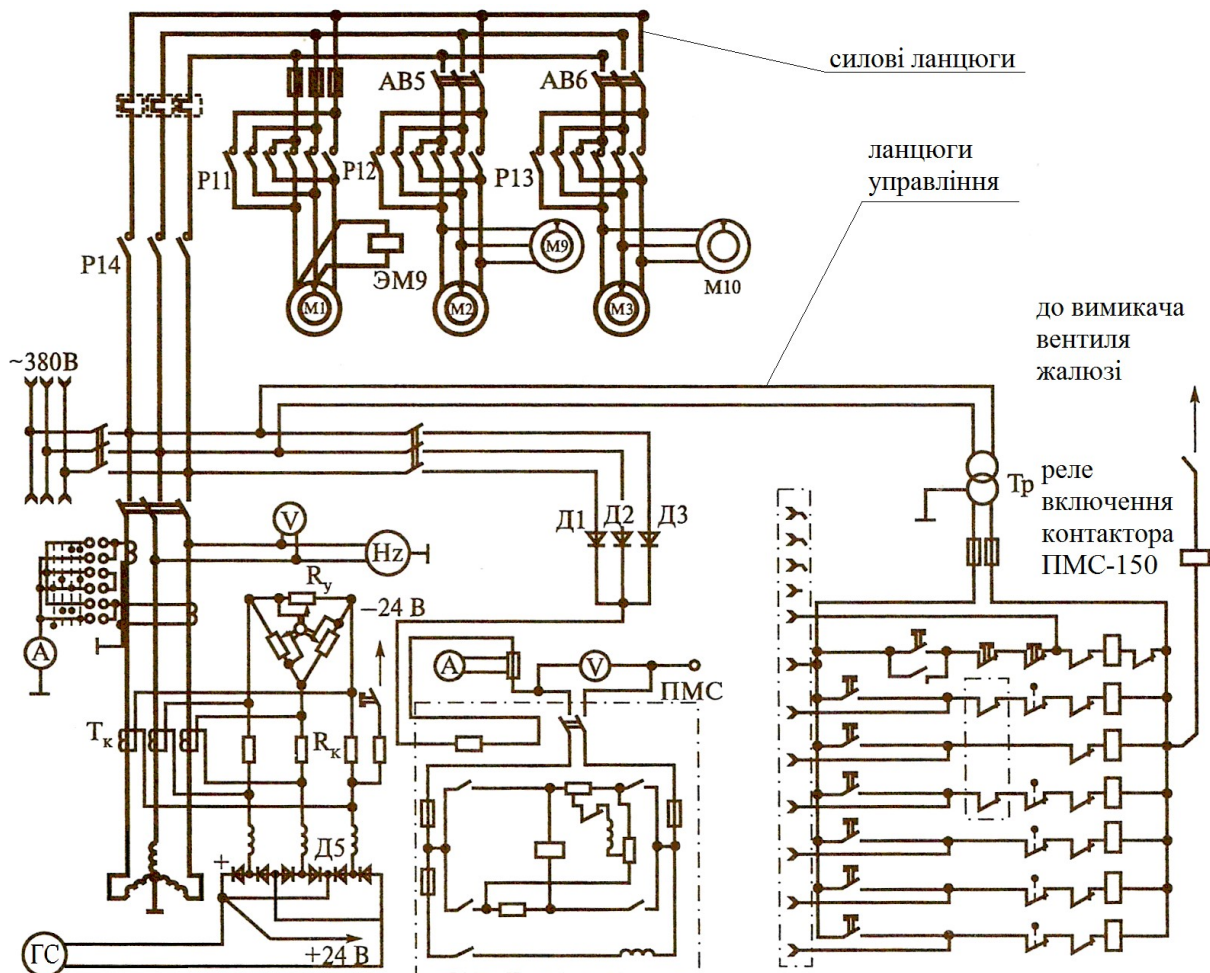 силові ланцюги
АВ5
АВ6
ланцюги
управління
Р11
Р12
Р13
Р14
ЭМ9
М9
М10
М1
М2
М3
до вимикача
вентиля
жалюзі
~380В
Тр
реле
включення
контактора
ПМС-150
Д1
Д2
Д3
V
Hz
Rу
–24 В
А
А
V
ПМС
Тк
Rк
+
Д5
ГС
+24 В